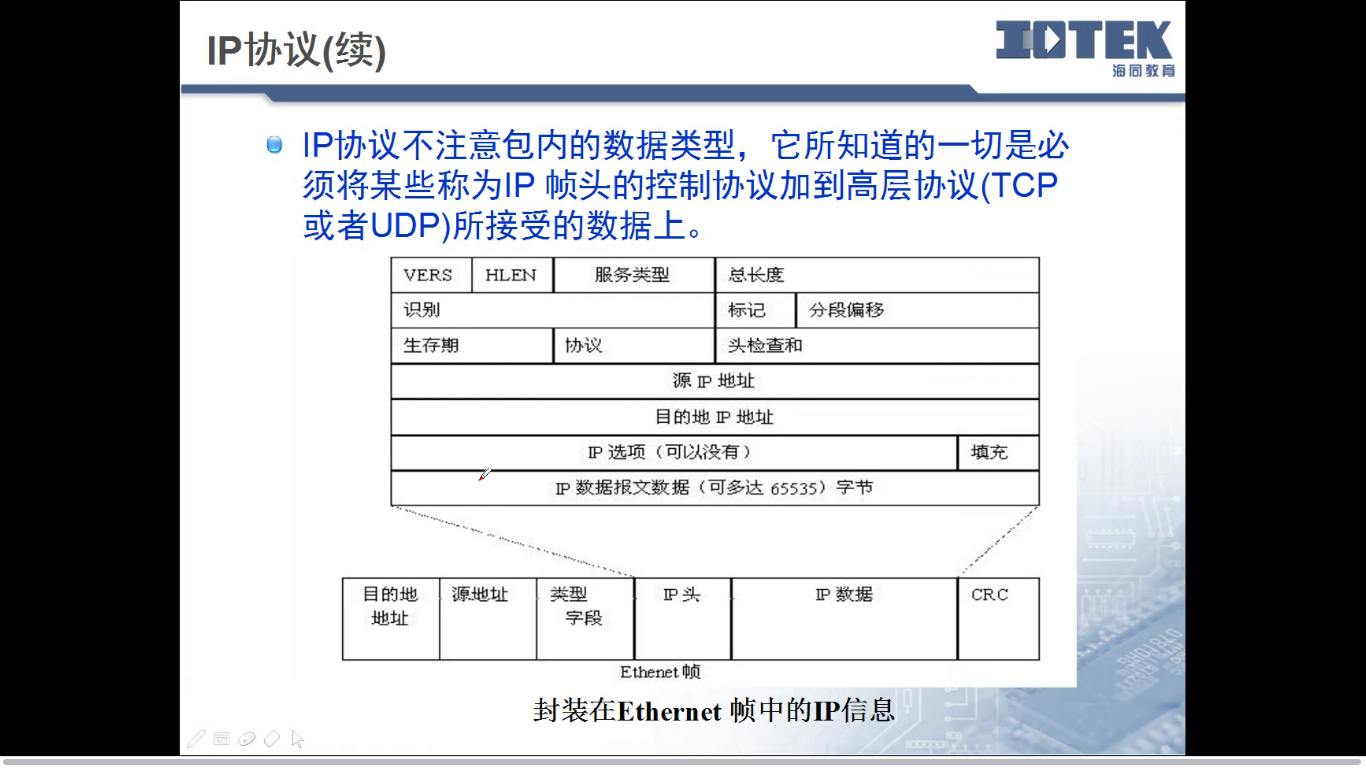 IP协议(续)
IOTEK
海同教育
IP协议不注意包内的数据类型，它所知道的一切是必
须将某些称为IP 帧头的控制协议加到高层协议(TCP
或者UDP)所接受的数据上。
VERS HLEN 服务类型 总长度
识别 标记 分段偏移
生存期 协议 头检查和
源 IP 地址
目的地 IP 地址
IP 选项（可以没有） 填充
IP 数据报文数据（可多达 65535）字节
目的地 源地址 类型 IP 头 IP 数据 CRC
地址 字段
Ethenet 帧
封装在Ethernet 帧中的IP信息